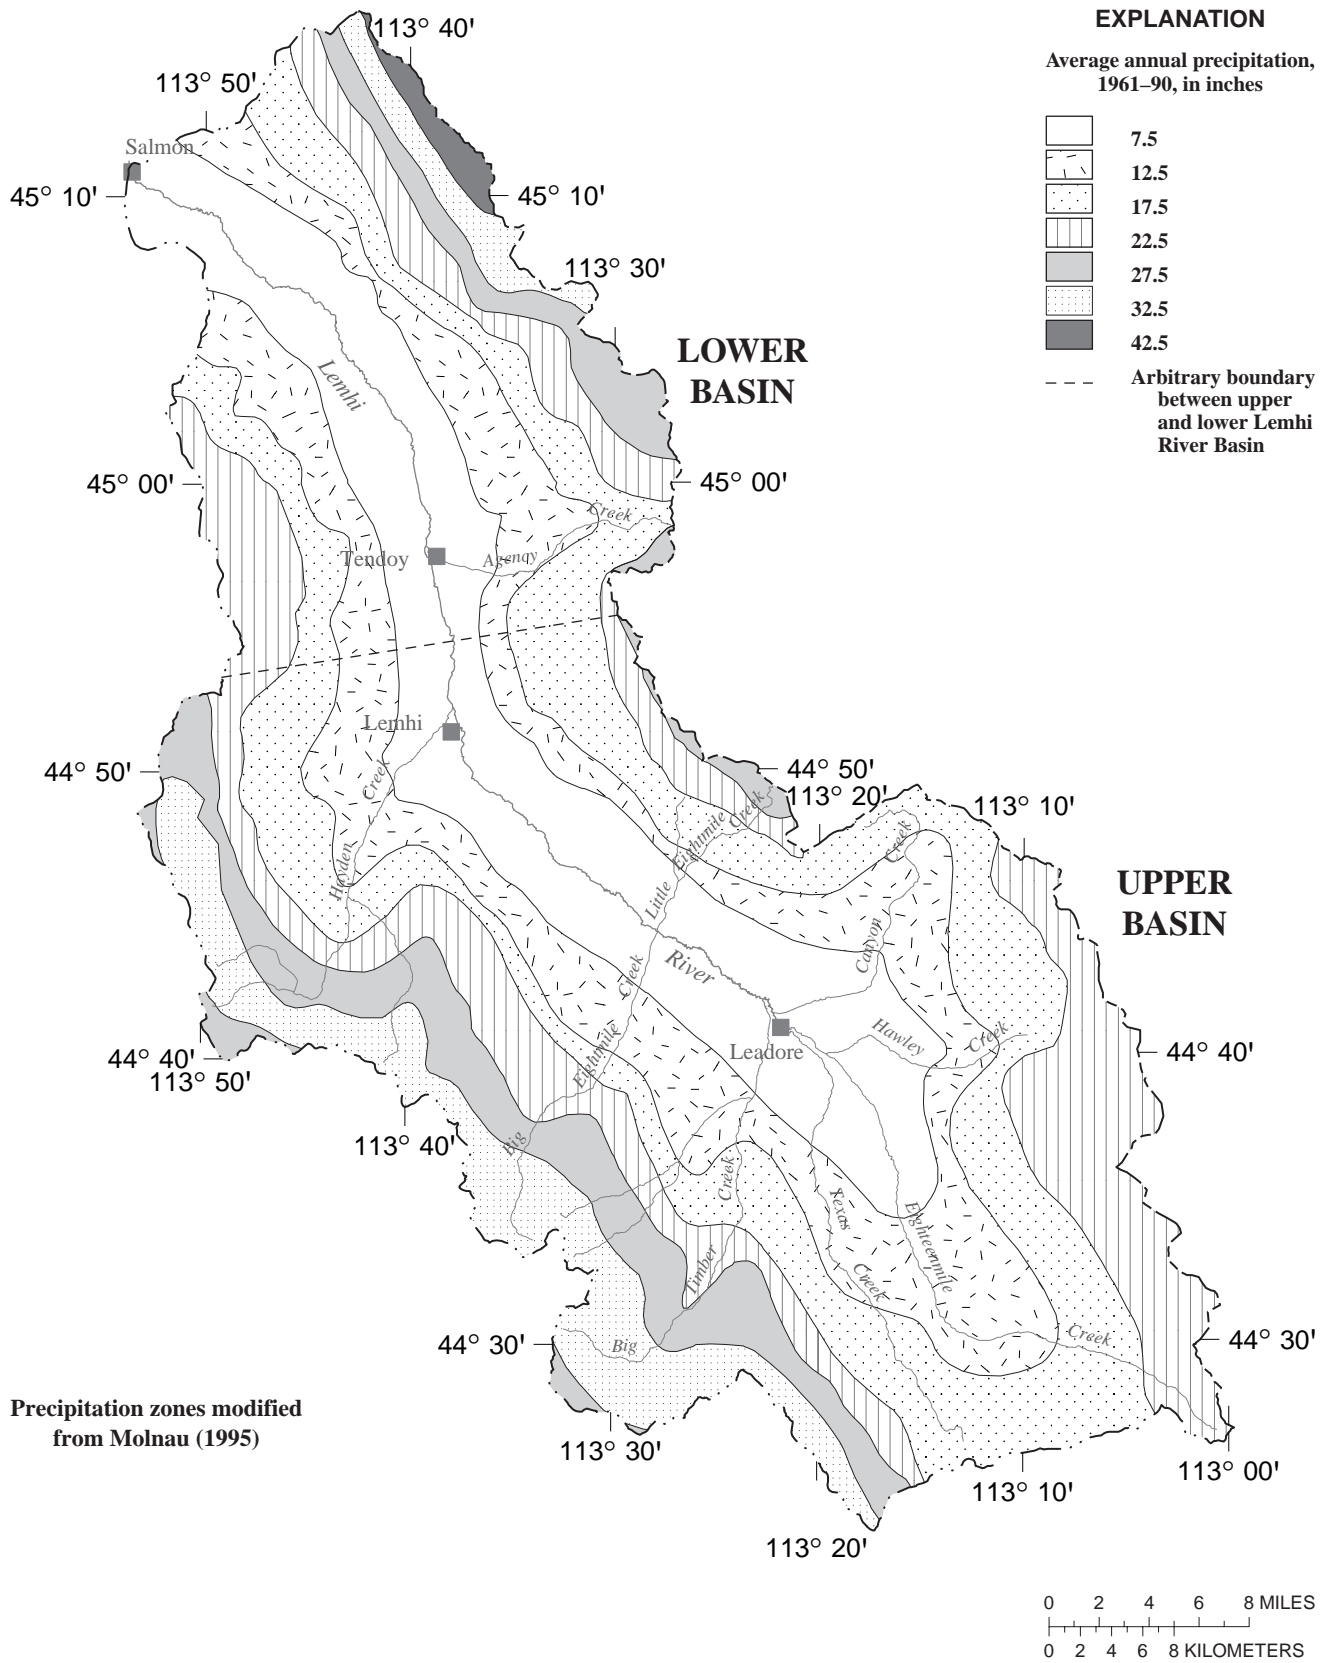 EXPLANATION
Average annual precipitation,
1961–90, in inches
7.5
12.5
17.5
22.5
27.5
32.5
42.5
Arbitrary boundary
between upper
and lower Lemhi
River Basin
113° 40'
113° 50'
Salmon
45° 10'
45° 10'
113° 30'
LOWER
BASIN
Lemhi
45° 00'
45° 00'
Creek
Agency
Tendoy
Lemhi
44° 50'
44° 50'
113° 20'
113° 10'
Creek
Hayden
Little
Eightmile
Creek
Creek
Canyon
UPPER
BASIN
River
Creek
Eightmile
Big
Hawley
Creek
Leadore
44° 40'
113° 50'
44° 40'
113° 40'
Creek
Timber
Big
Texas
Creek
Eighteenmile
Creek
44° 30'
44° 30'
Precipitation zones modified
from Molnau (1995)
113° 30'
113° 00'
113° 10'
113° 20'
0 2 4 6 8 MILES
0 2 4 6 8 KILOMETERS